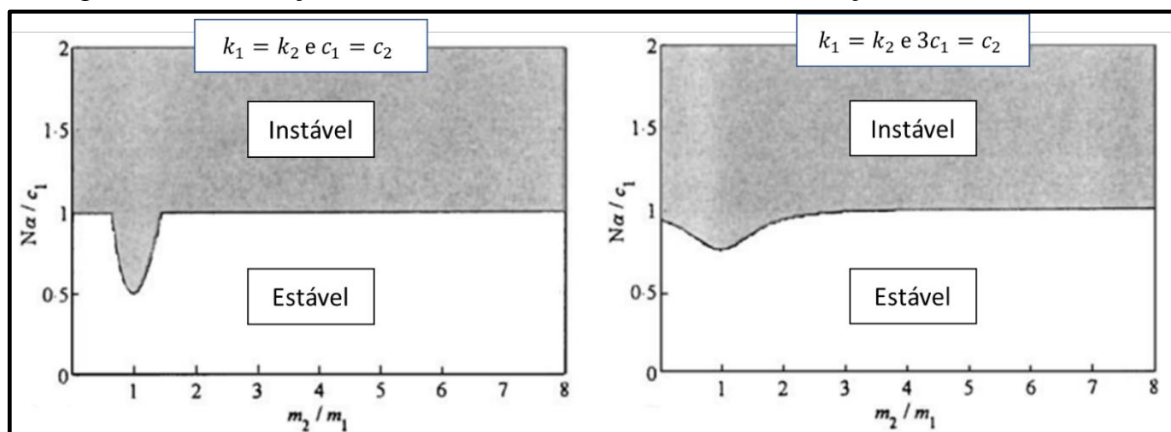 2
k₁ = k₂ e c₁ = c₂
Instável
1·5
Nα / c₁
1
0·5
Estável
0
1 2 3 4 5 6 7 8
m₂ / m₁
2
k₁ = k₂ e 3c₁ = c₂
Instável
1·5
Nα / c₁
1
0·5
Estável
0
1 2 3 4 5 6 7 8
m₂ / m₁